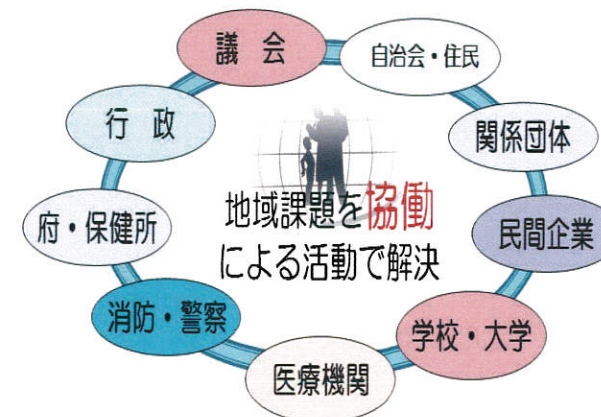 議 会
自治会・住民
行 政
関係団体
地域課題を協働
による活動で解決
府・保健所
民間企業
消防・警察
学校・大学
医療機関